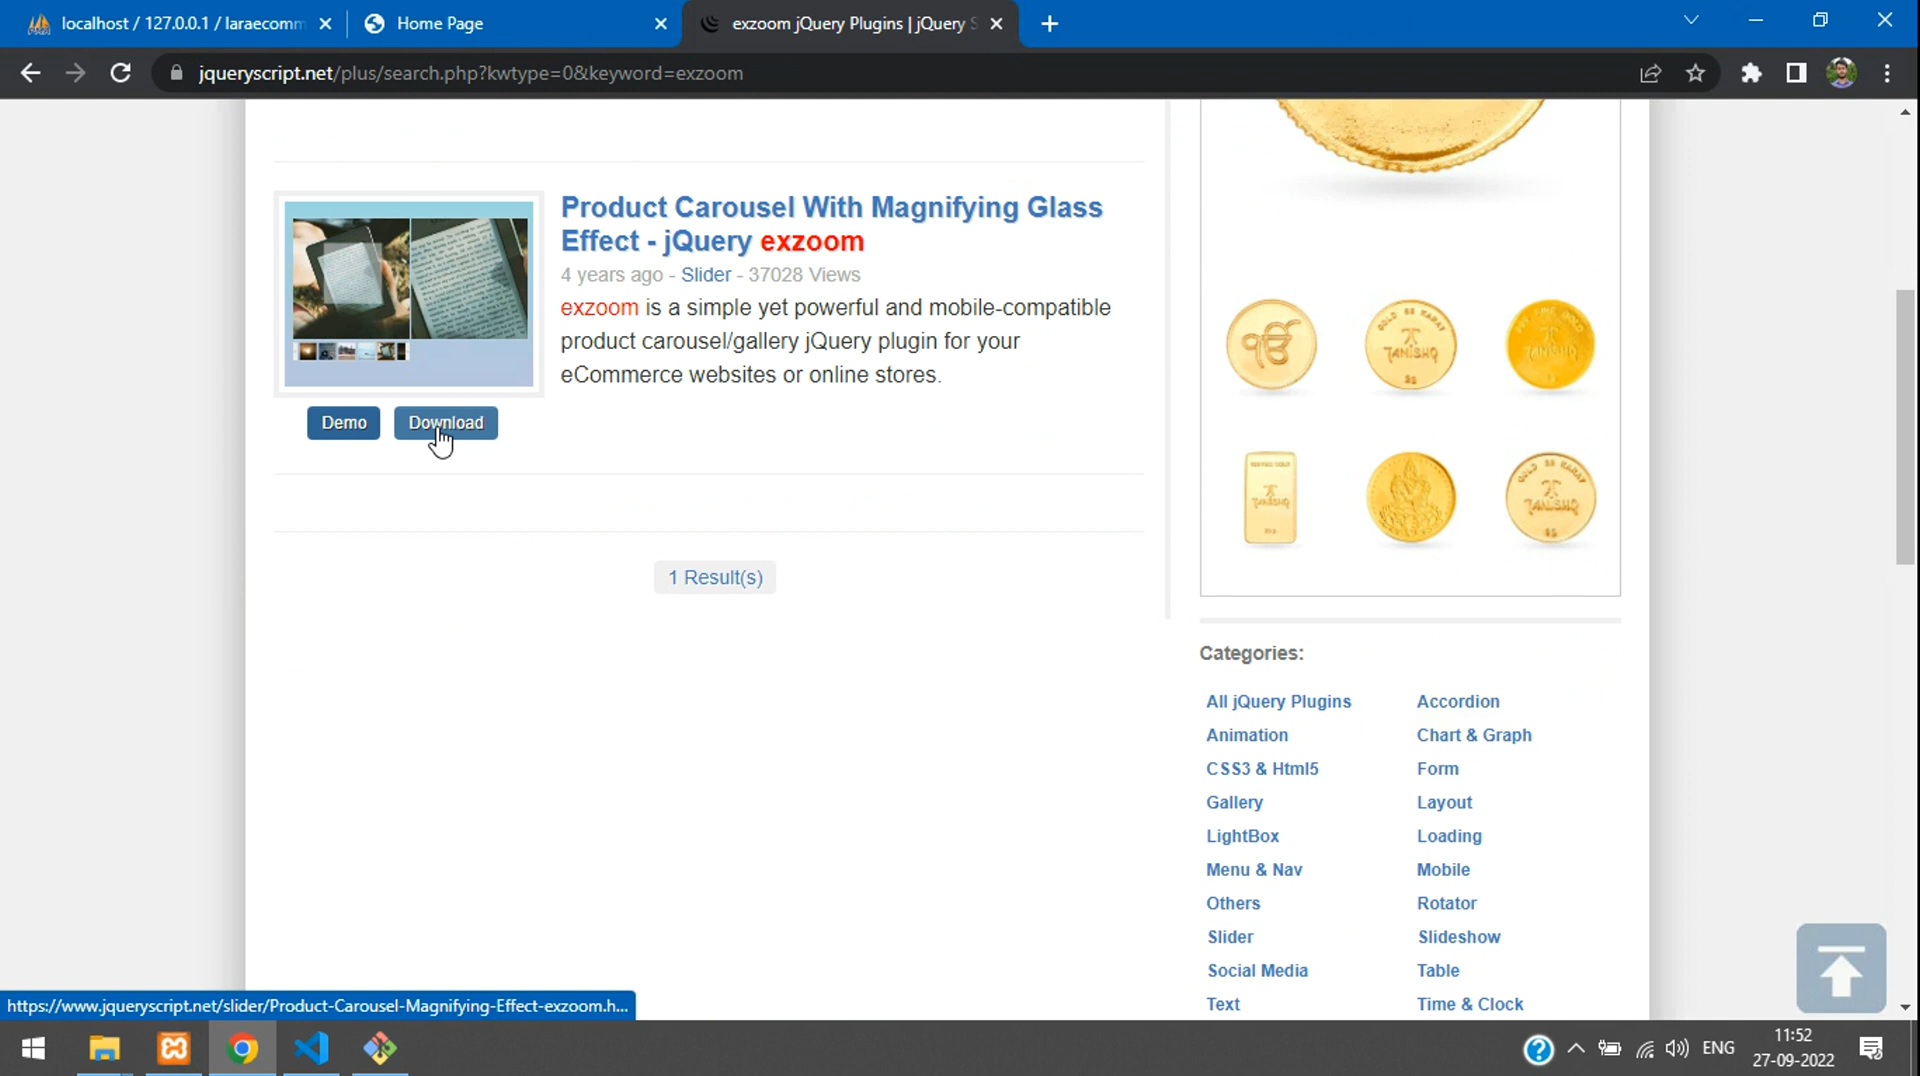 localhost / 127.0.0.1 / laraecomm
Home Page
exzoom jQuery Plugins | jQuery S
jqueryscript.net/plus/search.php?kwtype=0&keyword=exzoom
Product Carousel With Magnifying Glass
Effect - jQuery exzoom
4 years ago - Slider - 37028 Views
exzoom is a simple yet powerful and mobile-compatible
product carousel/gallery jQuery plugin for your
eCommerce websites or online stores.
Demo
Download
1 Result(s)
TANISHQ
TANISHQ
TANISHQ
TANISHQ
Categories:
All jQuery Plugins
Accordion
Animation
Chart & Graph
CSS3 & Html5
Form
Gallery
Layout
LightBox
Loading
Menu & Nav
Mobile
Others
Rotator
Slider
Slideshow
Social Media
Table
Text
Time & Clock
https://www.jqueryscript.net/slider/Product-Carousel-Magnifying-Effect-exzoom.h...
ENG
11:52
27-09-2022